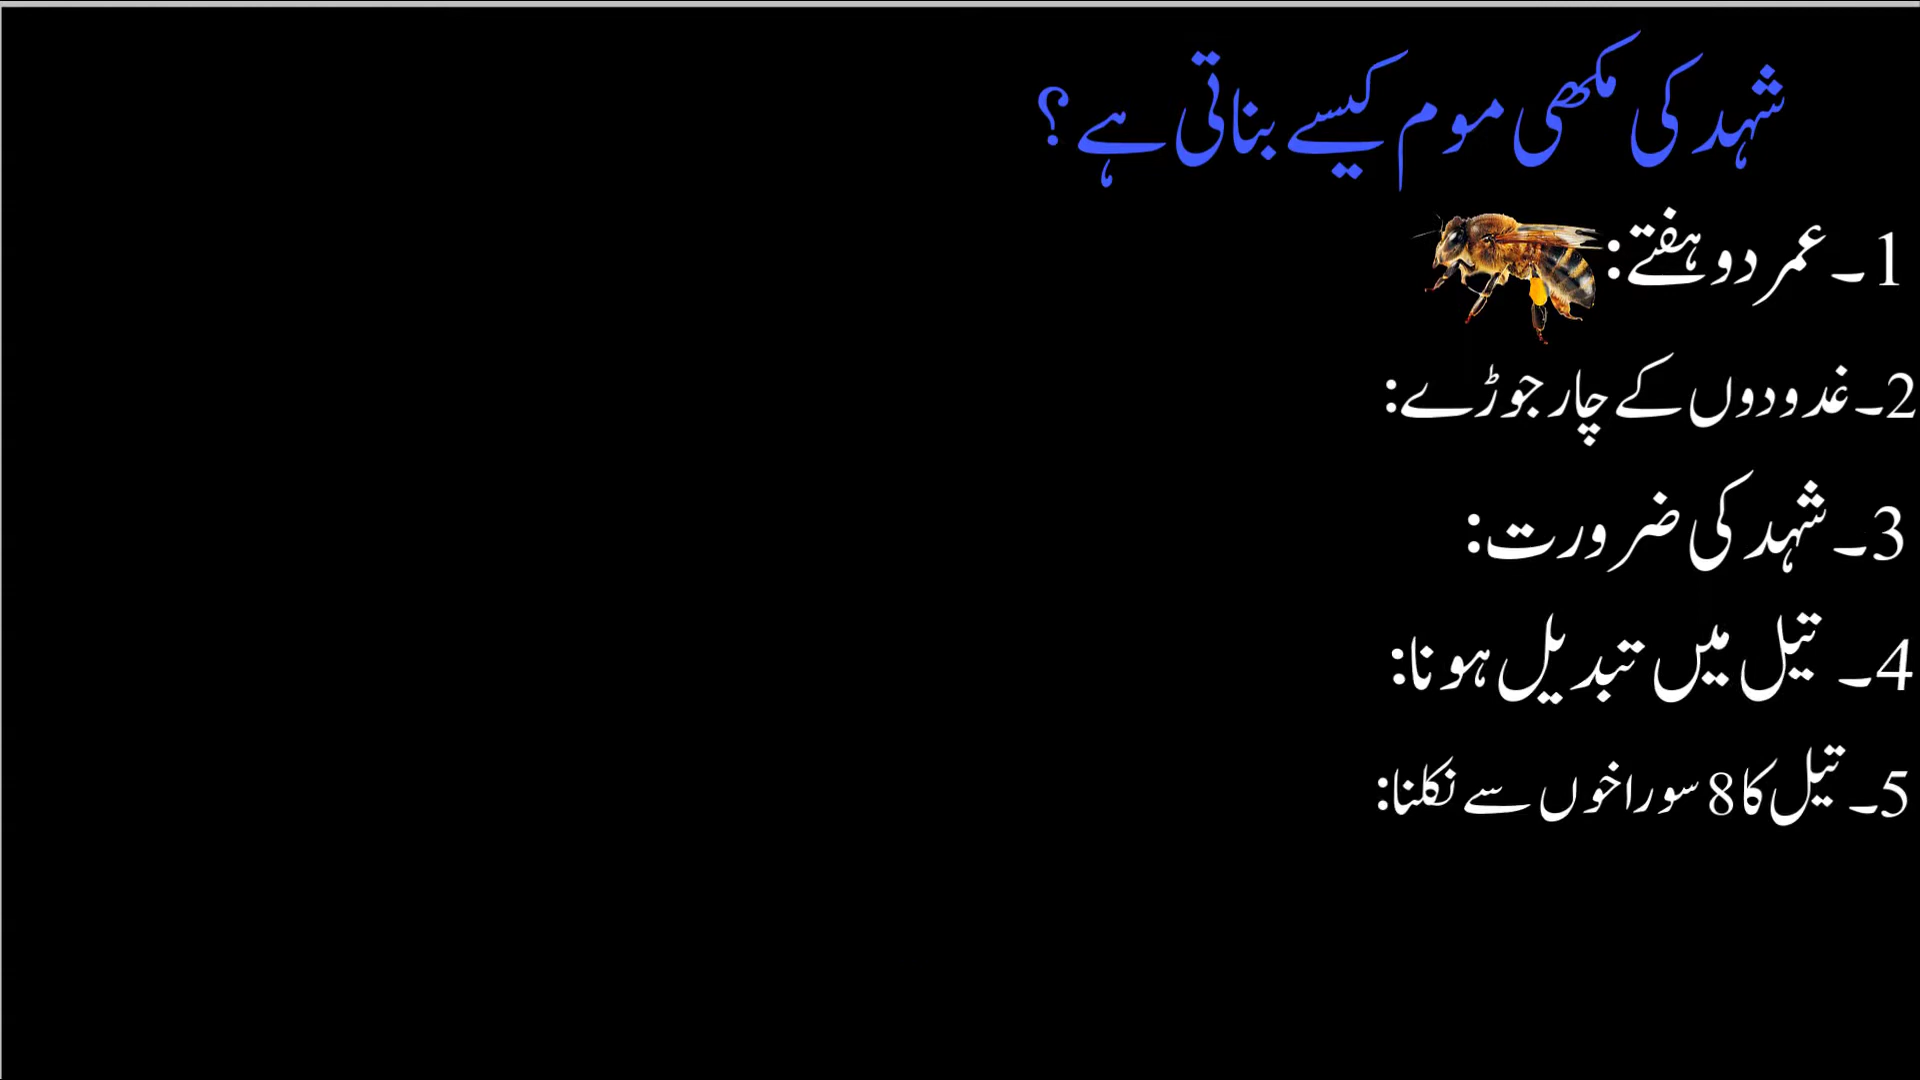 شہد کی مکھی موم کیسے بناتی ہے؟
1۔ عمر دو ہفتے:
2۔ غدودوں کے چار جوڑے:
3۔ شہد کی ضرورت:
4۔ تیل میں تبدیل ہونا:
5۔ تیل کا 8 سوراخوں سے نکلنا: